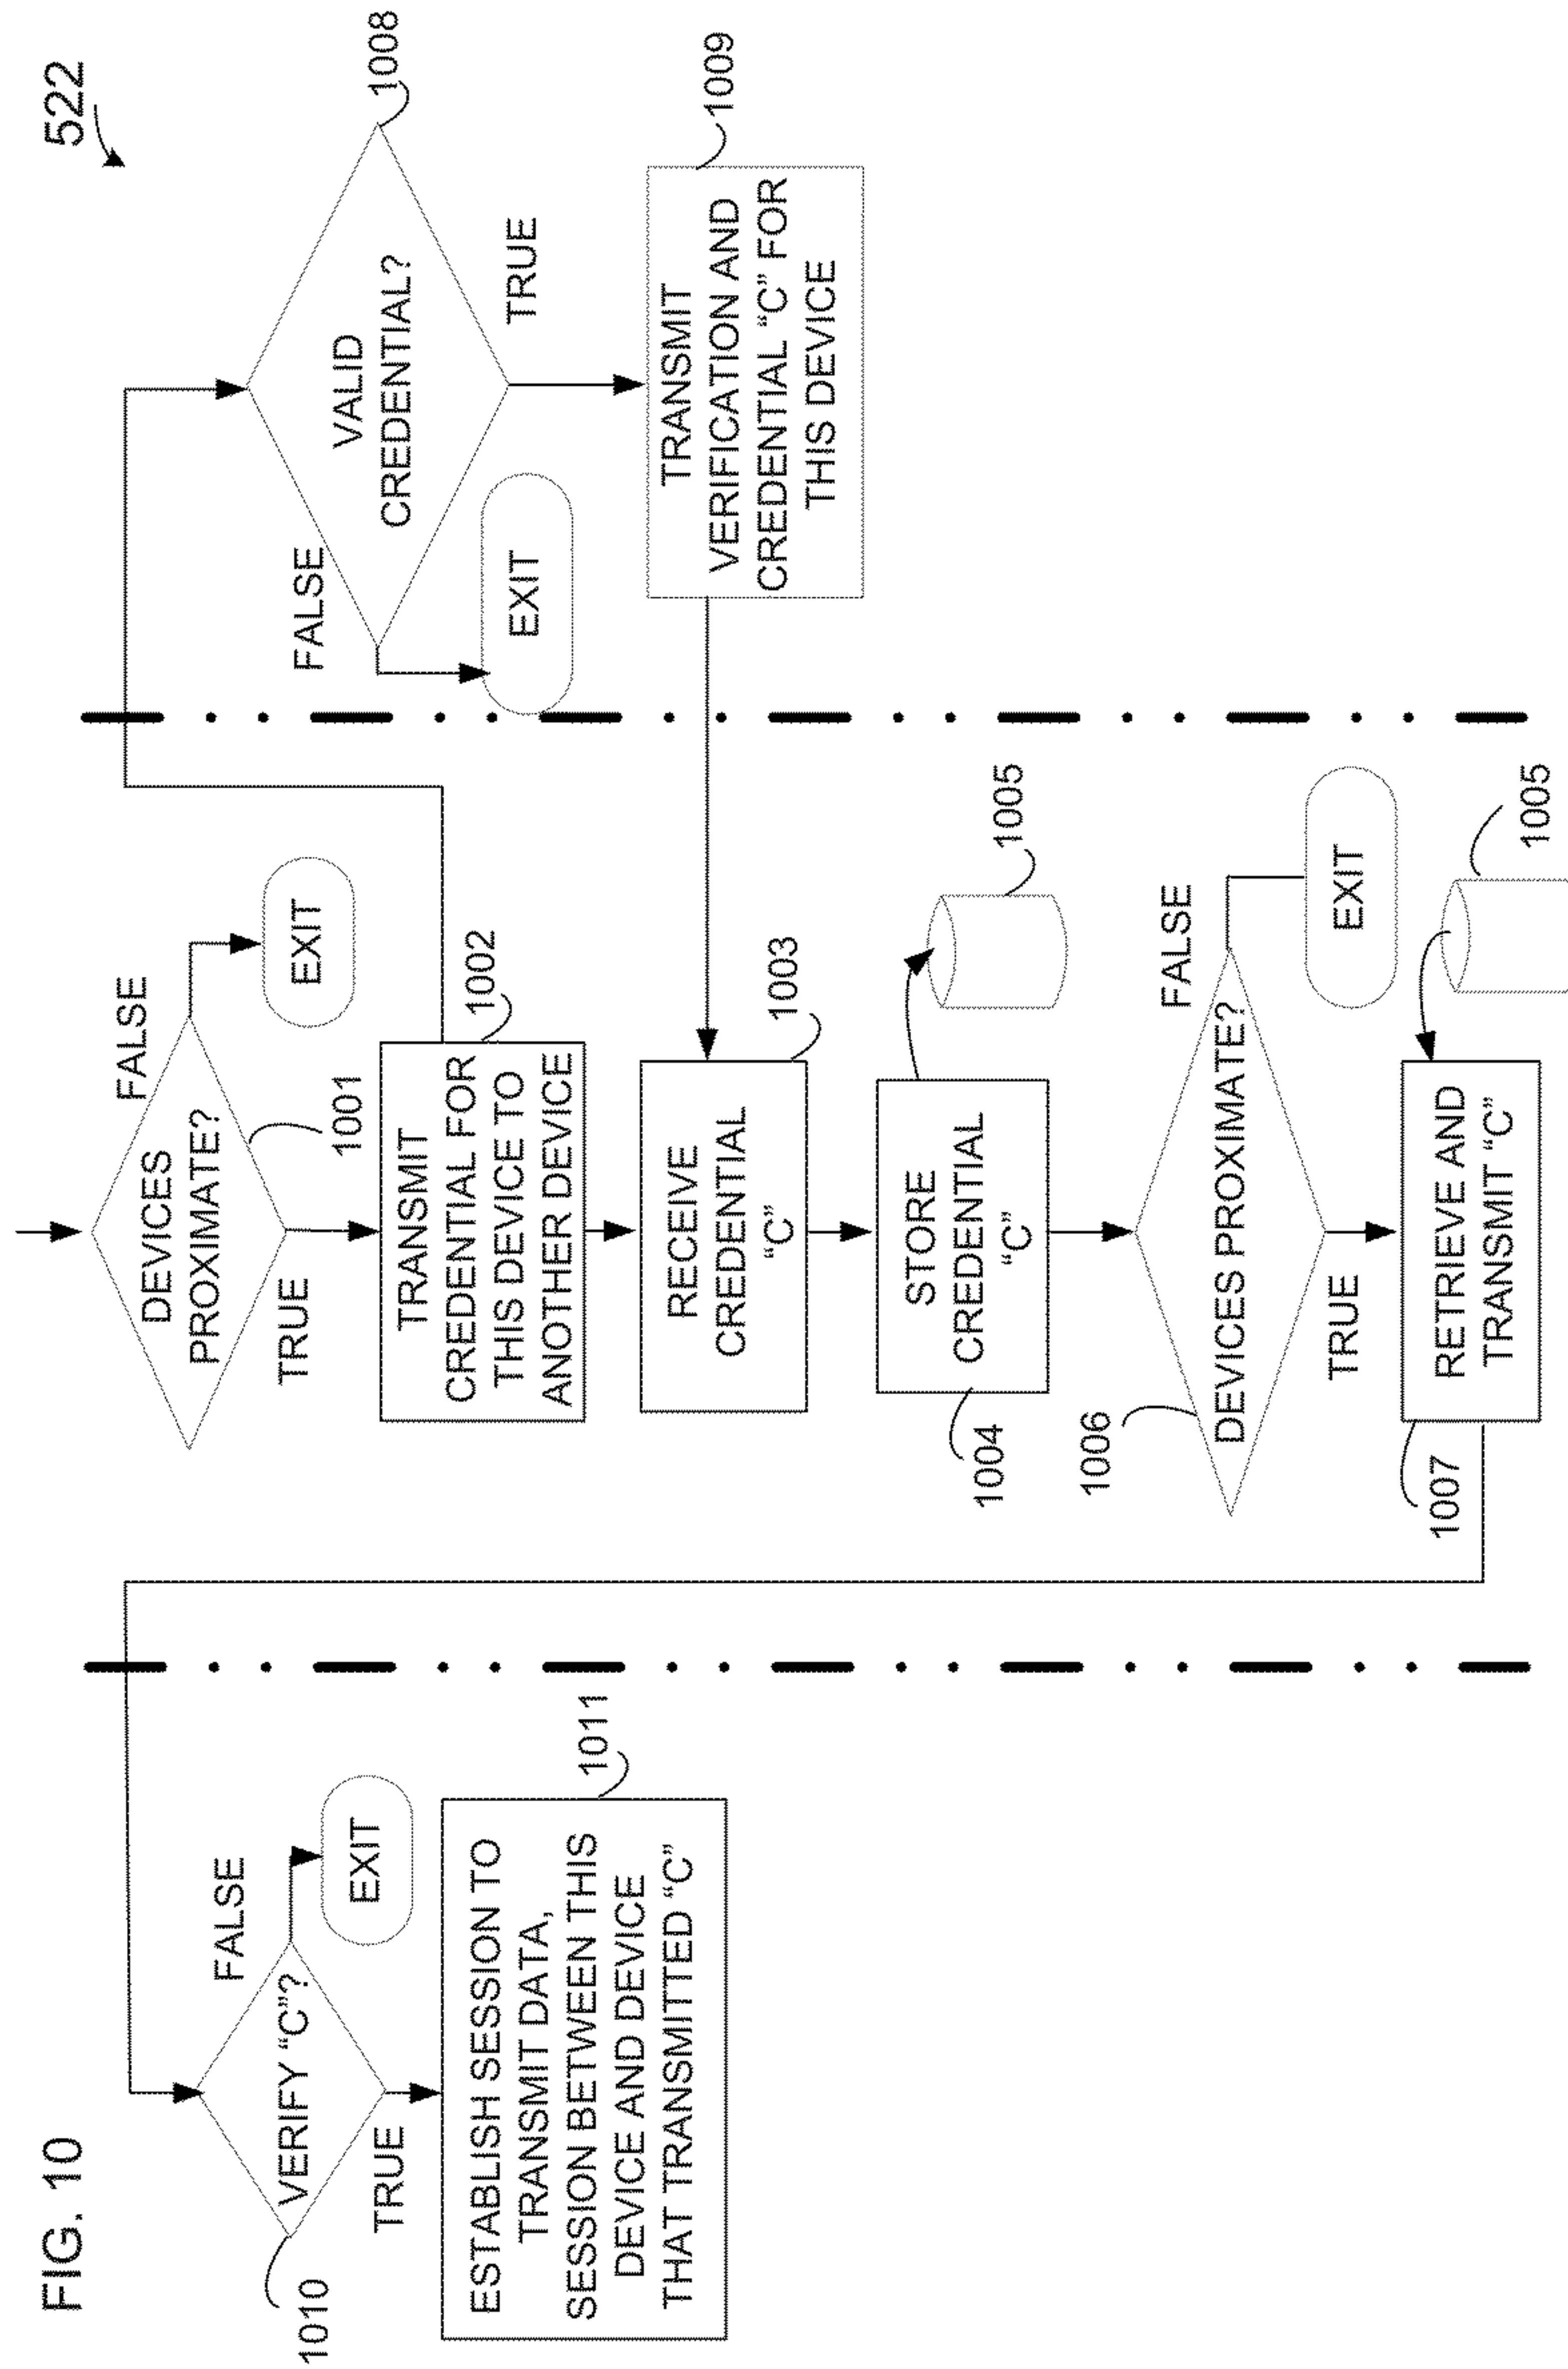 FIG. 10
522
VERIFY “C”?
1010
FALSE
EXIT
TRUE
ESTABLISH SESSION TO
TRANSMIT DATA,
SESSION BETWEEN THIS
DEVICE AND DEVICE
THAT TRANSMITTED “C”
1011
DEVICES
PROXIMATE?
1001
FALSE
EXIT
TRUE
TRANSMIT
CREDENTIAL FOR
THIS DEVICE TO
ANOTHER DEVICE
1002
RECEIVE
CREDENTIAL
“C”
1003
STORE
CREDENTIAL
“C”
1004
1005
DEVICES PROXIMATE?
1006
FALSE
EXIT
TRUE
RETRIEVE AND
TRANSMIT “C”
1007
1005
VALID
CREDENTIAL?
1008
FALSE
EXIT
TRUE
TRANSMIT
VERIFICATION AND
CREDENTIAL “C” FOR
THIS DEVICE
1009